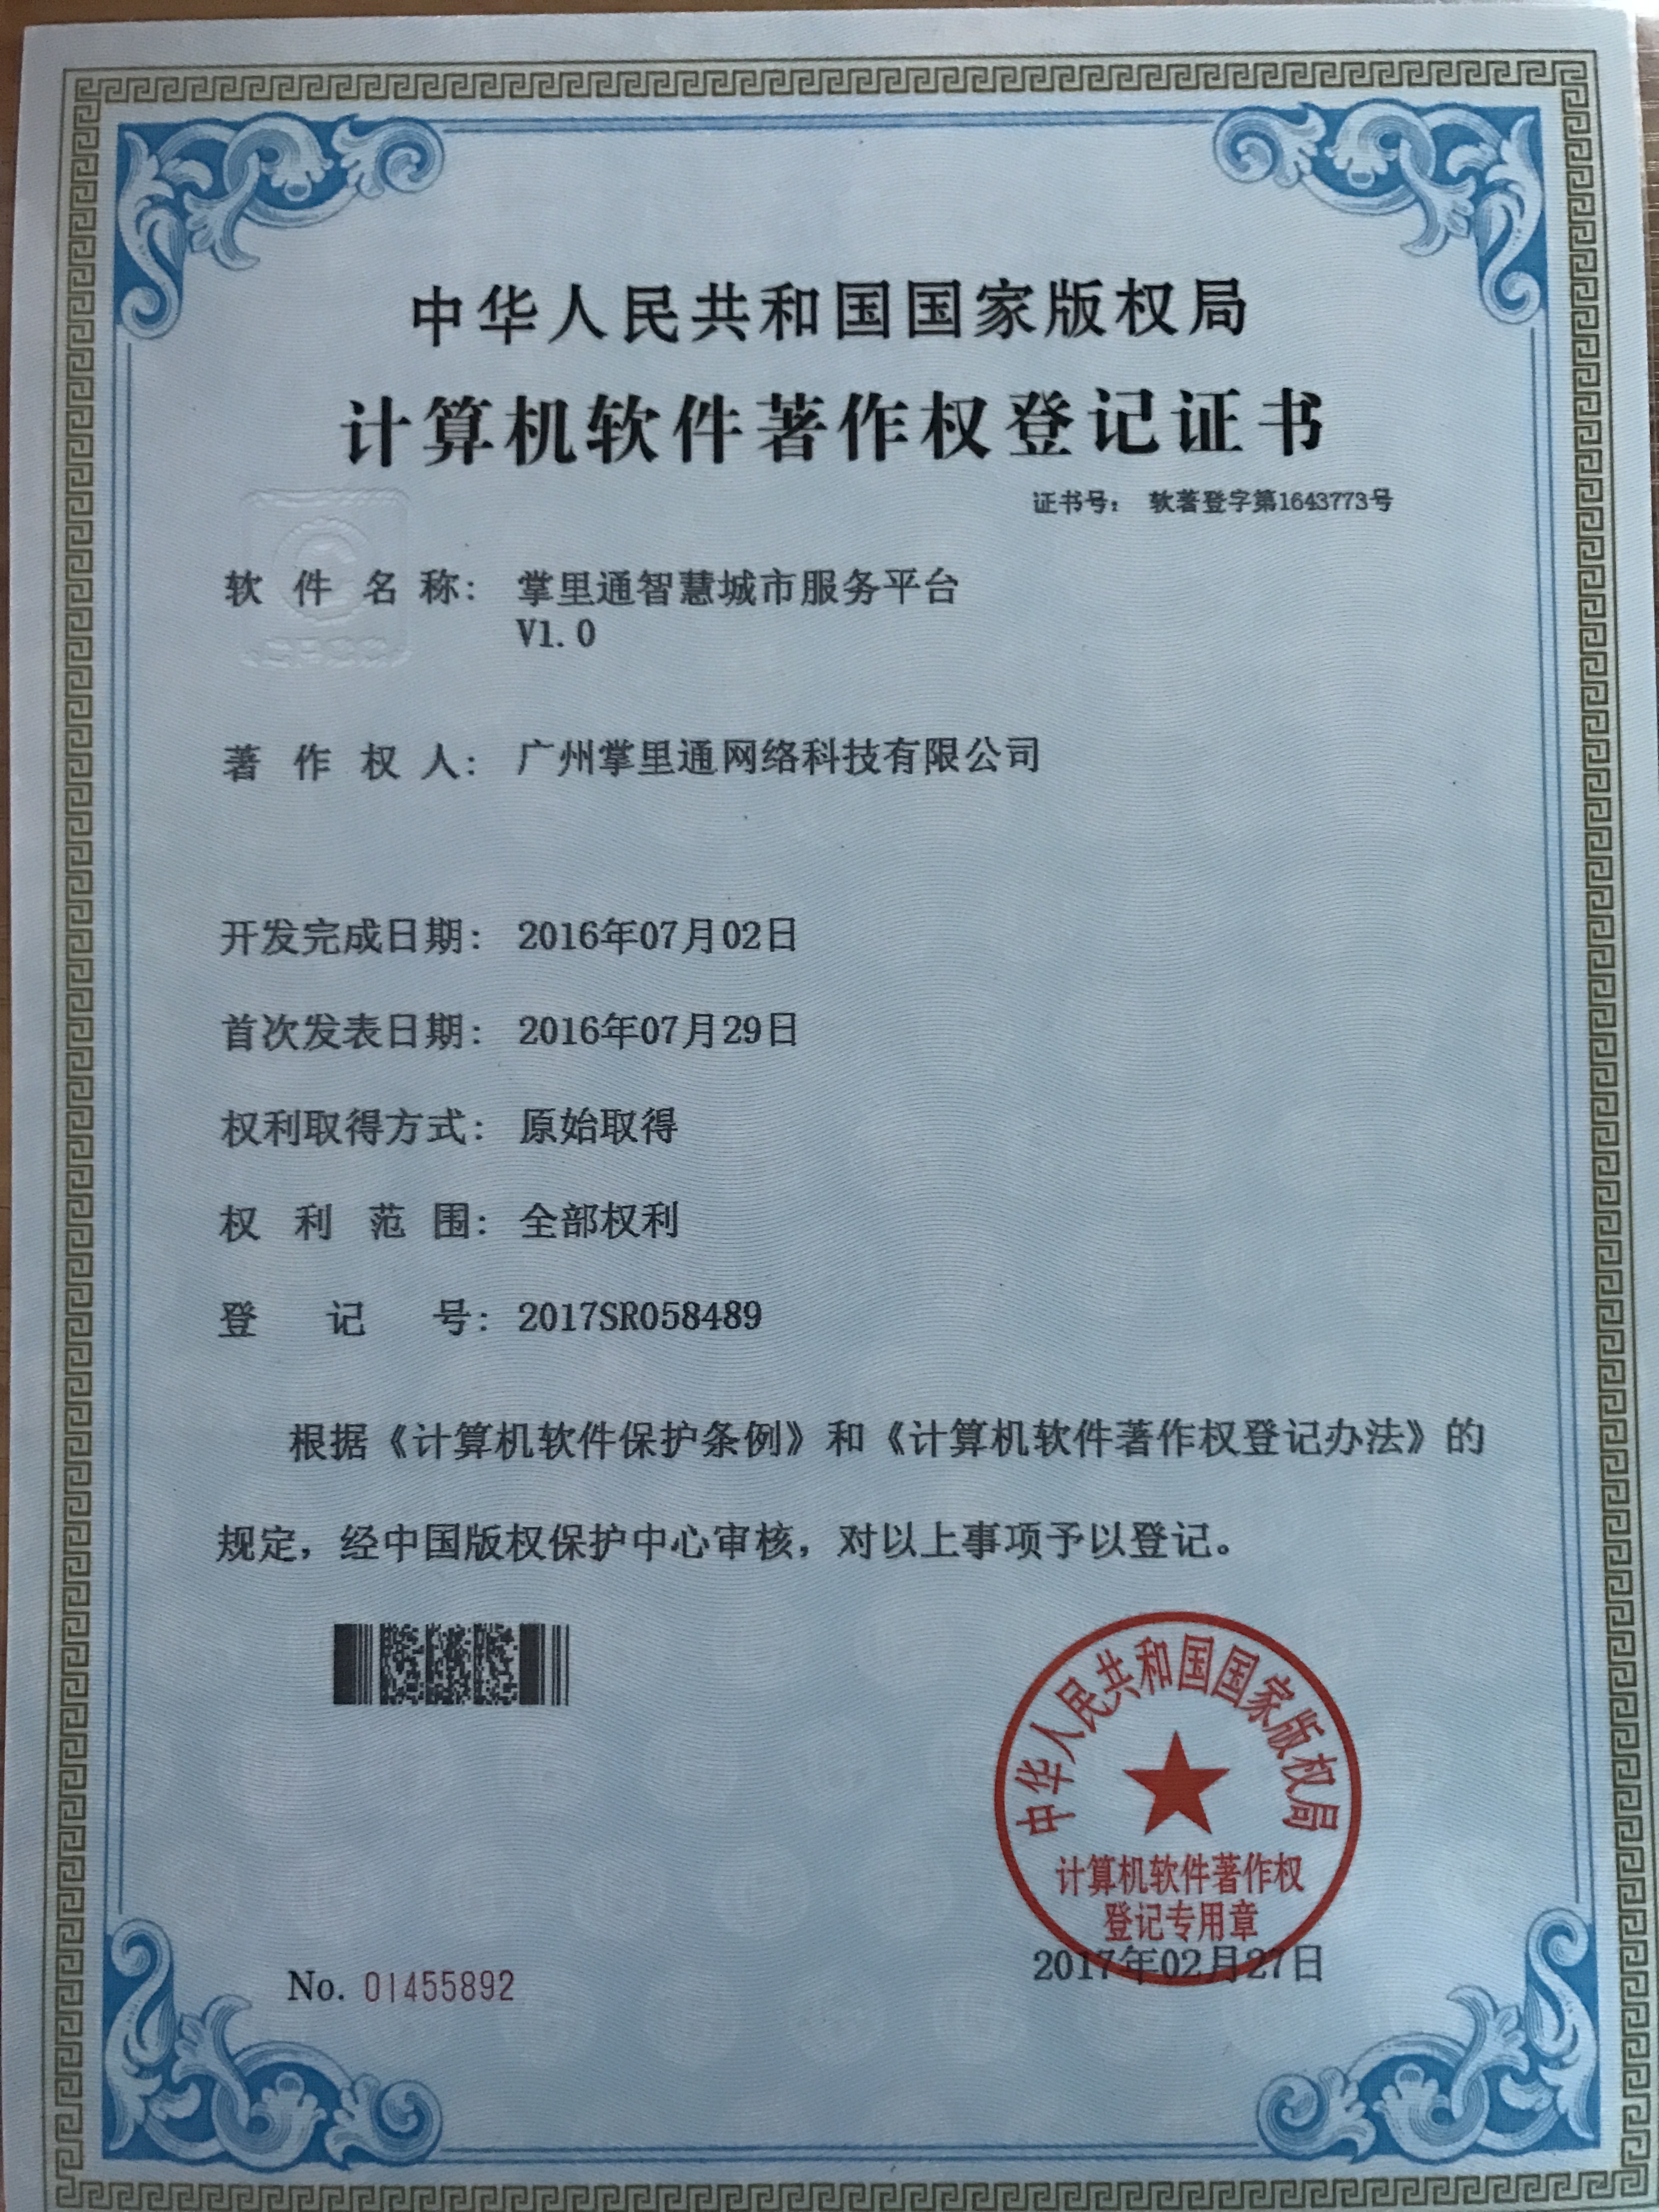 中华人民共和国国家版权局
计算机软件著作权登记证书
证书号： 软著登字第1643773号
软件名称： 掌里通智慧城市服务平台
V1.0
著作权人： 广州掌里通网络科技有限公司
开发完成日期： 2016年07月02日
首次发表日期： 2016年07月29日
权利取得方式： 原始取得
权利范围： 全部权利
登记号： 2017SR058489
根据《计算机软件保护条例》和《计算机软件著作权登记办法》的
规定，经中国版权保护中心审核，对以上事项予以登记。
中华人民共和国国家版权局
计算机软件著作权
登记专用章
2017年02月27日
No. 01455892